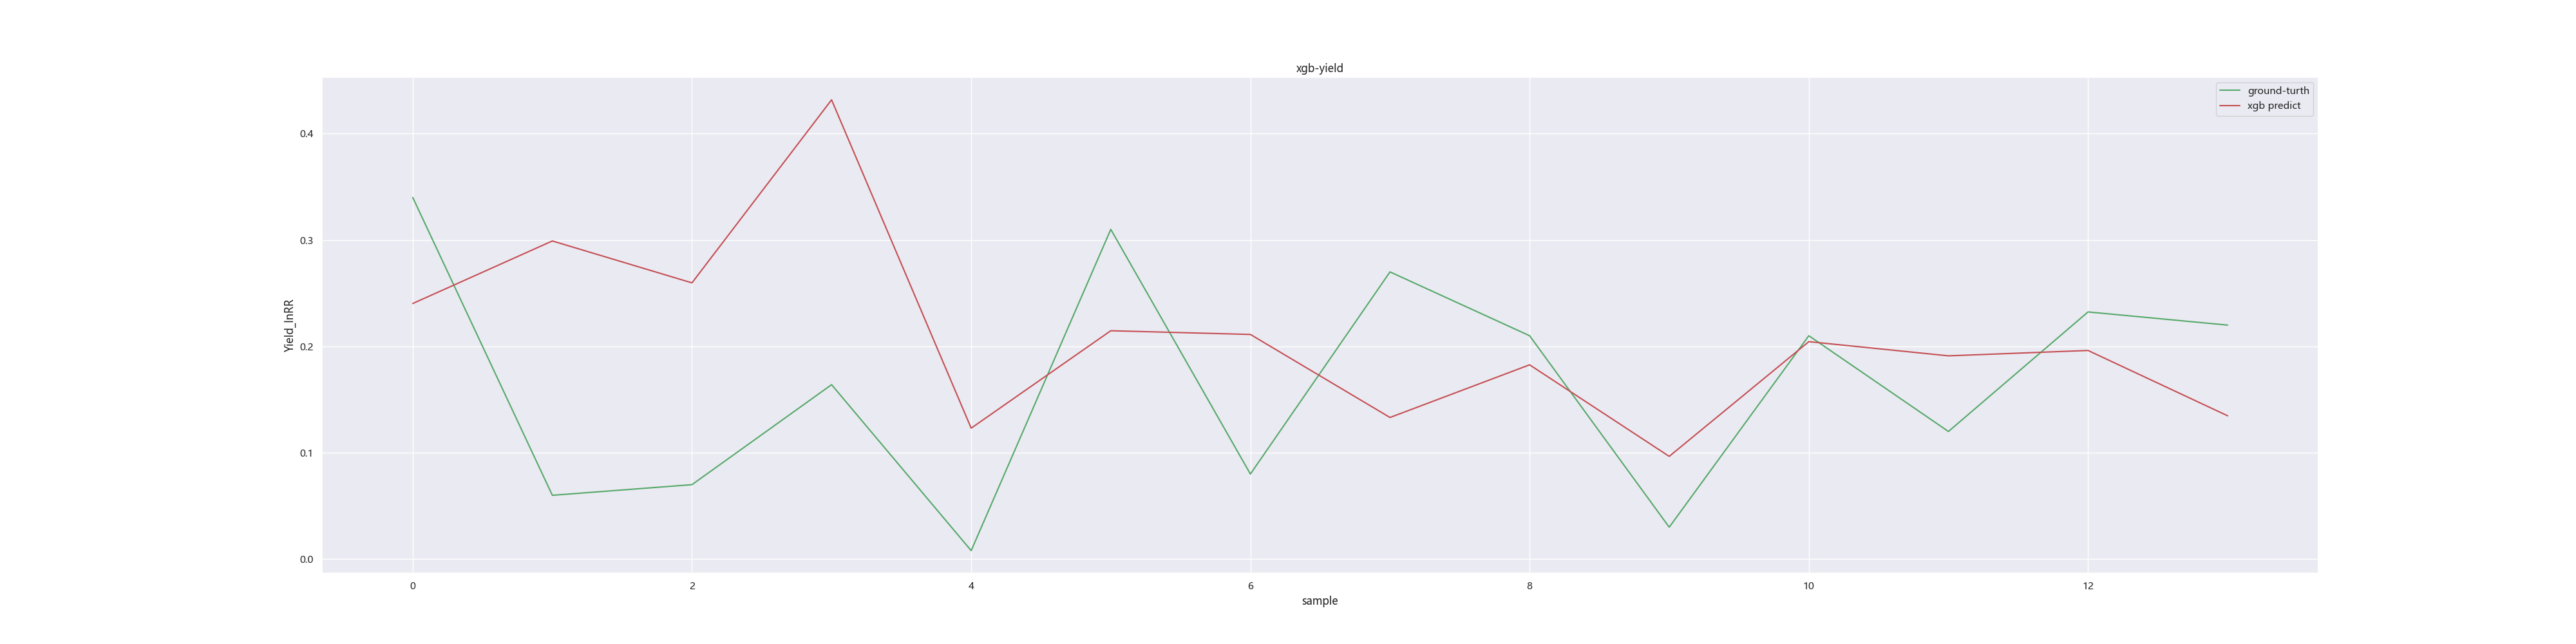 xgb-yield
ground-turth
xgb predict
Yield_lnRR
0.4
0.3
0.2
0.1
0.0
0 2 4 6 8 10 12
sample